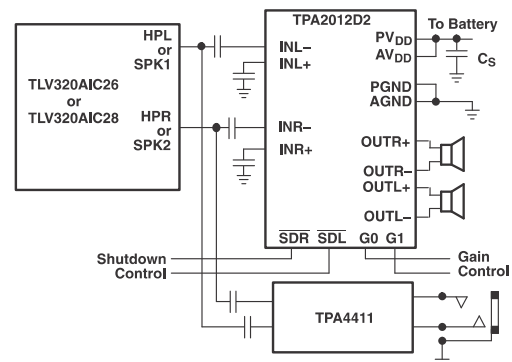 HPL
or
SPK1
TLV320AIC26
or
TLV320AIC28
HPR
or
SPK2
TPA2012D2
INL–
INL+
INR–
INR+
PVDD
AVDD
PGND
AGND
OUTR+
OUTR–
OUTL+
OUTL–
SDR SDL G0 G1
To Battery
CS
Shutdown
Control
Gain
Control
TPA4411